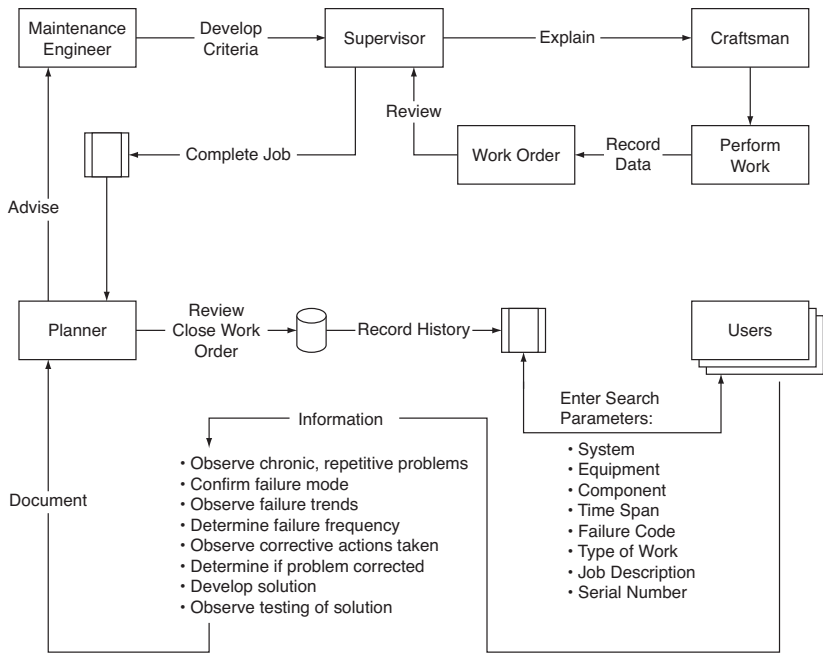 Maintenance
Engineer
Develop
Criteria
Supervisor
Explain
Craftsman
Review
Complete Job
Work Order
Record
Data
Perform
Work
Advise
Planner
Review
Close Work
Order
Record History
Users
Enter Search
Parameters:
• System
• Equipment
• Component
• Time Span
• Failure Code
• Type of Work
• Job Description
• Serial Number
Information
• Observe chronic, repetitive problems
• Confirm failure mode
• Observe failure trends
• Determine failure frequency
• Observe corrective actions taken
• Determine if problem corrected
• Develop solution
• Observe testing of solution
Document